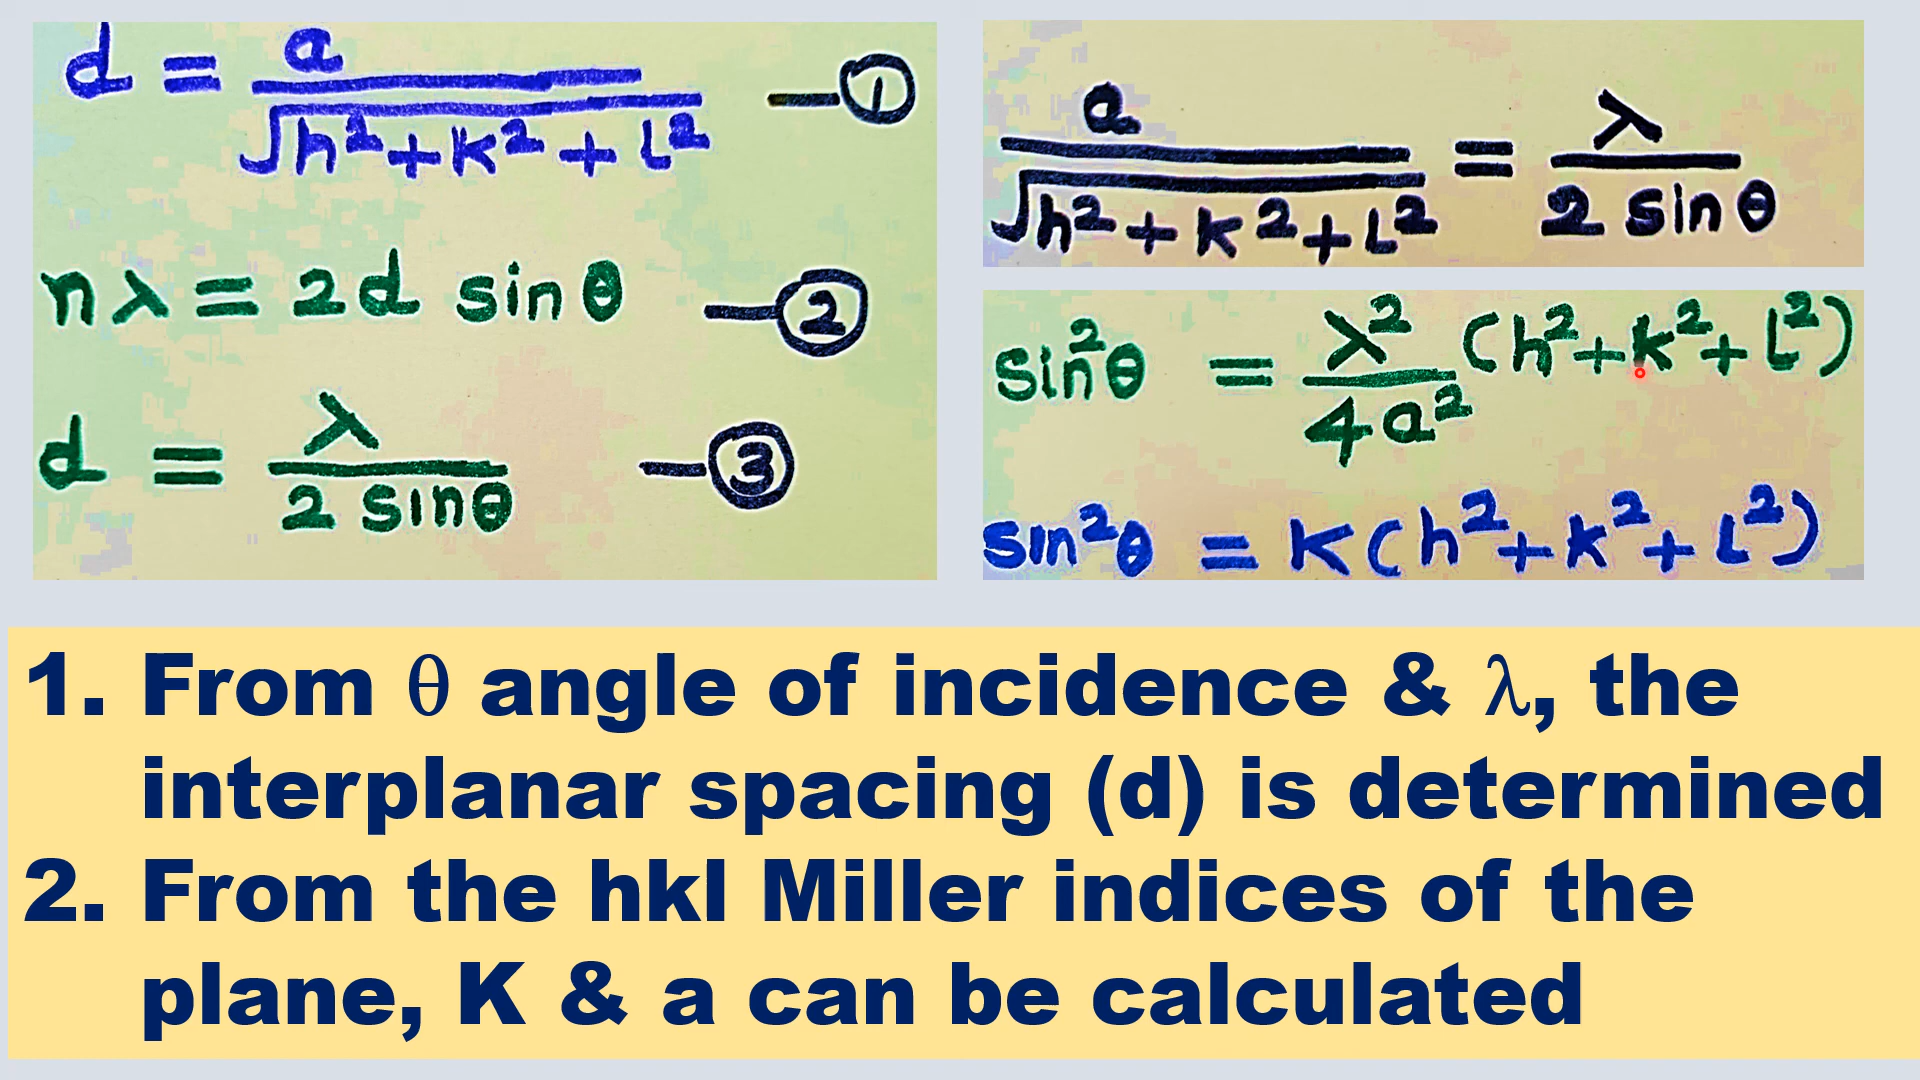 d = a / √h²+k²+l² —①
nλ = 2d sinθ —②
d = λ / 2 sinθ —③
a / √h²+k²+l² = λ / 2 sinθ
sin²θ = λ² / 4a² (h²+k²+l²)
sin²θ = K(h²+k²+l²)
1. From θ angle of incidence & λ, the
interplanar spacing (d) is determined
2. From the hkl Miller indices of the
plane, K & a can be calculated